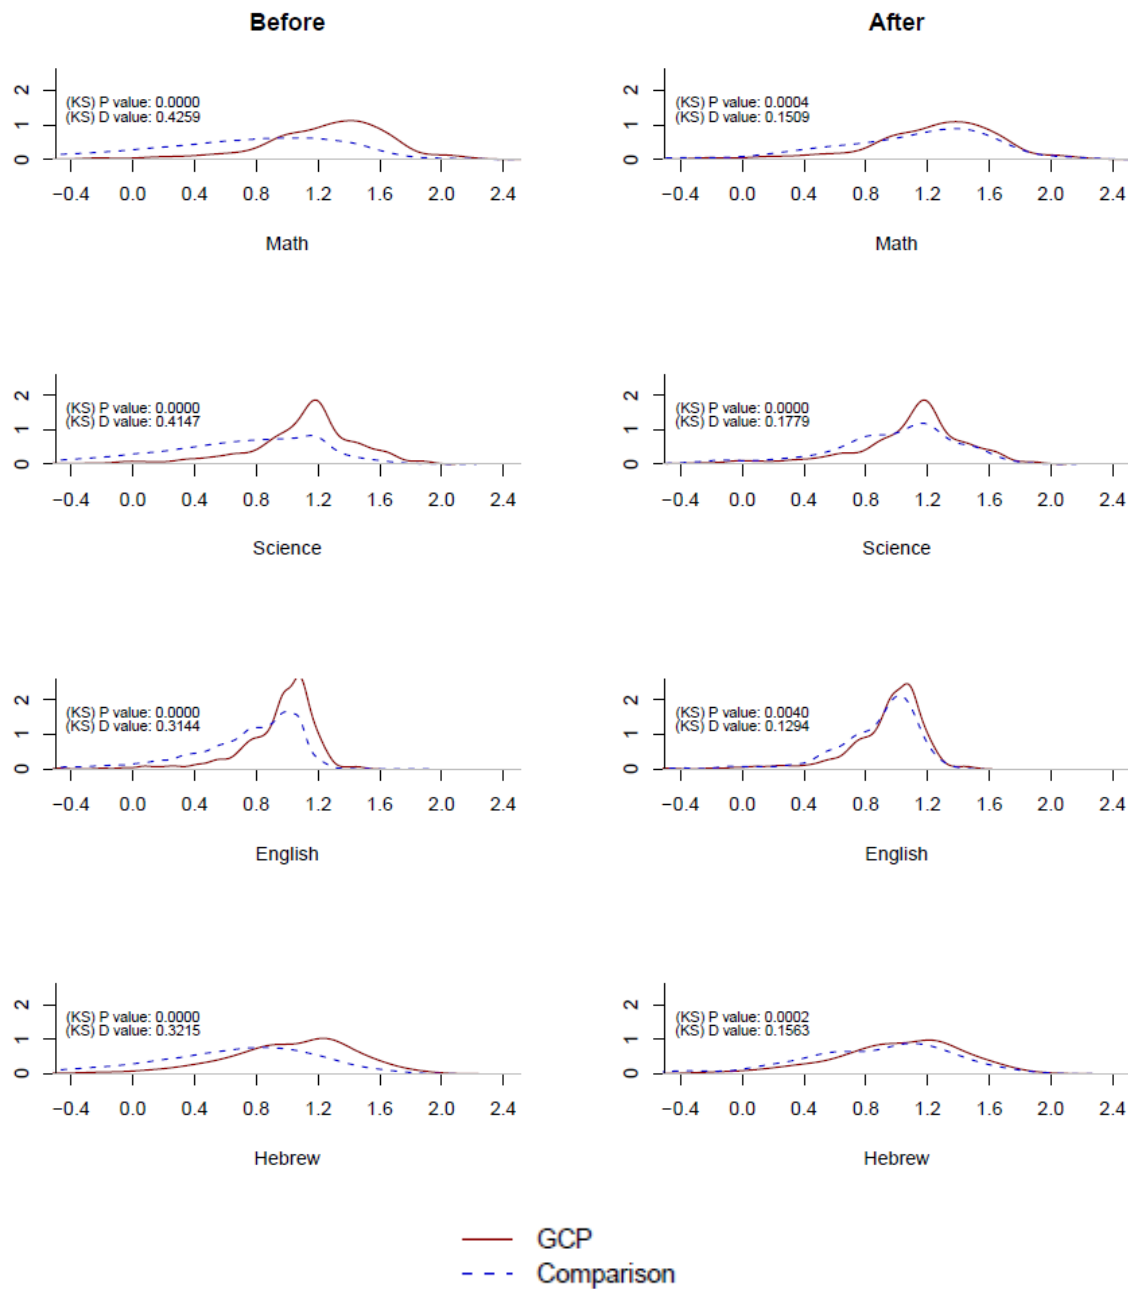 Before
After
2
1
0
(KS) P value: 0.0000
(KS) D value: 0.4259
−0.4 0.0 0.4 0.8 1.2 1.6 2.0 2.4
Math
2
1
0
(KS) P value: 0.0004
(KS) D value: 0.1509
−0.4 0.0 0.4 0.8 1.2 1.6 2.0 2.4
Math
2
1
0
(KS) P value: 0.0000
(KS) D value: 0.4147
−0.4 0.0 0.4 0.8 1.2 1.6 2.0 2.4
Science
2
1
0
(KS) P value: 0.0000
(KS) D value: 0.1779
−0.4 0.0 0.4 0.8 1.2 1.6 2.0 2.4
Science
2
1
0
(KS) P value: 0.0000
(KS) D value: 0.3144
−0.4 0.0 0.4 0.8 1.2 1.6 2.0 2.4
English
2
1
0
(KS) P value: 0.0040
(KS) D value: 0.1294
−0.4 0.0 0.4 0.8 1.2 1.6 2.0 2.4
English
2
1
0
(KS) P value: 0.0000
(KS) D value: 0.3215
−0.4 0.0 0.4 0.8 1.2 1.6 2.0 2.4
Hebrew
2
1
0
(KS) P value: 0.0002
(KS) D value: 0.1563
−0.4 0.0 0.4 0.8 1.2 1.6 2.0 2.4
Hebrew
GCP
Comparison